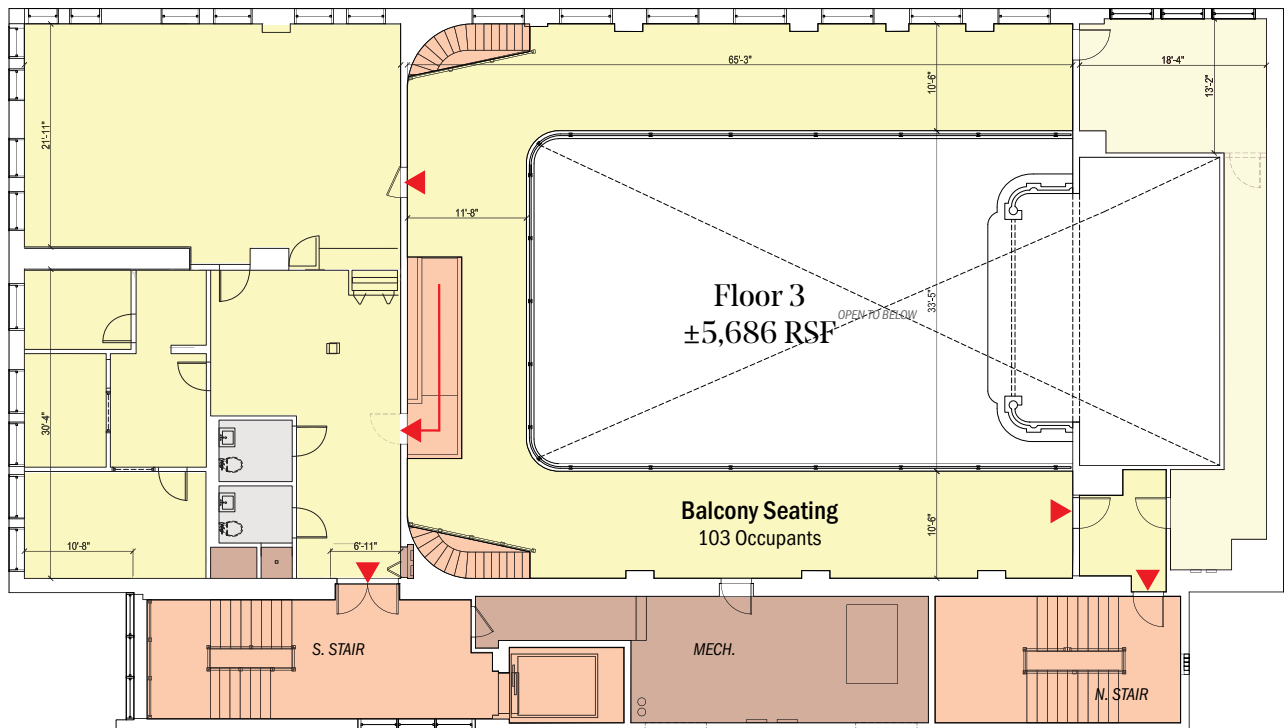 65'-3"
18'-4"
10'-6"
13'-2"
21'-11"
11'-8"
Floor 3
±5,686 RSF
OPEN TO BELOW
33'-5"
30'-4"
Balcony Seating
103 Occupants
10'-6"
10'-8"
6'-11"
S. STAIR
MECH.
N. STAIR